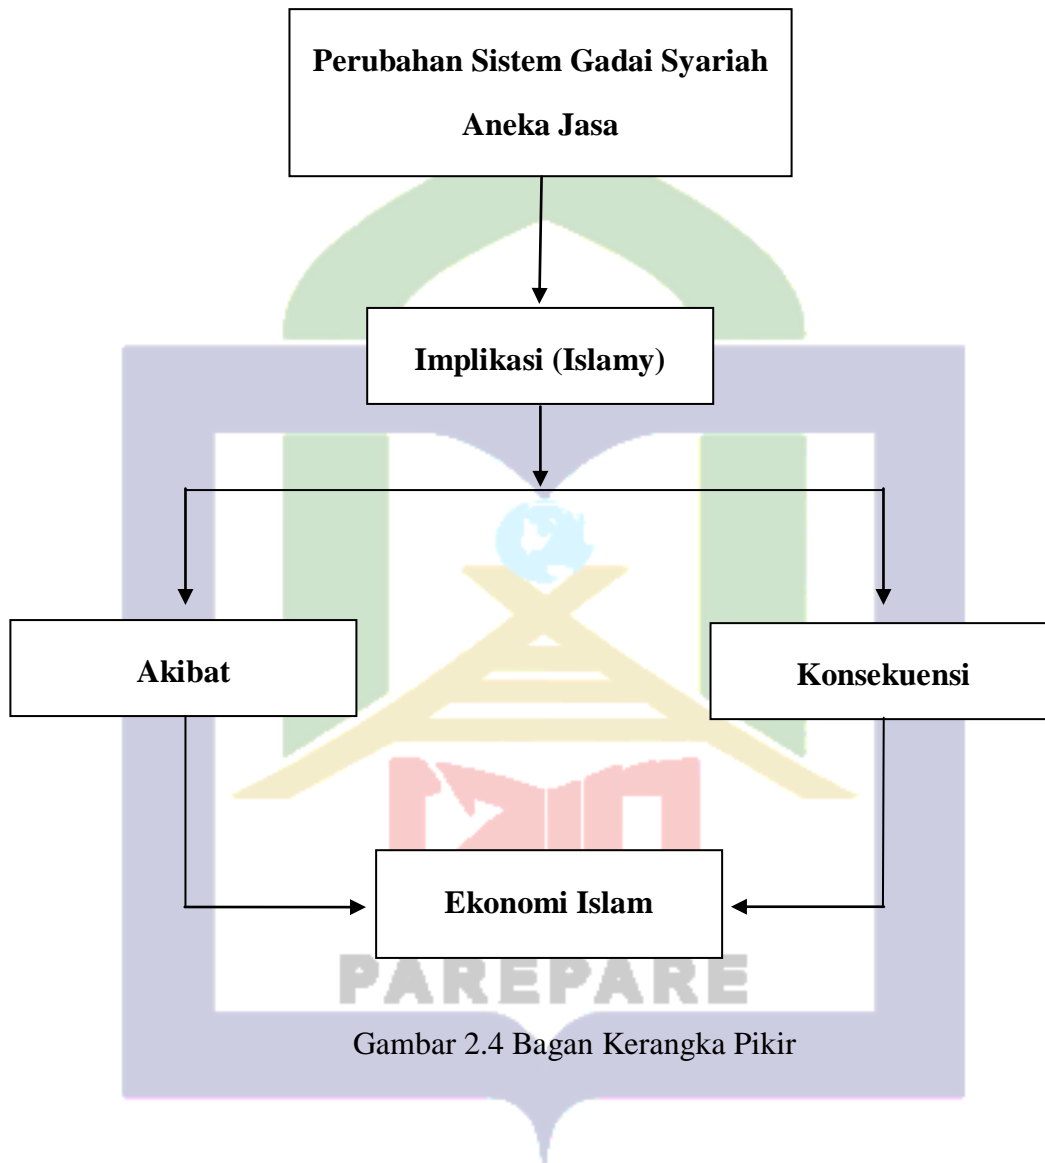 Perubahan Sistem Gadai Syariah
Aneka Jasa
Implikasi (Islamy)
Akibat
Konsekuensi
Ekonomi Islam
PAREPARE
Gambar 2.4 Bagan Kerangka Pikir